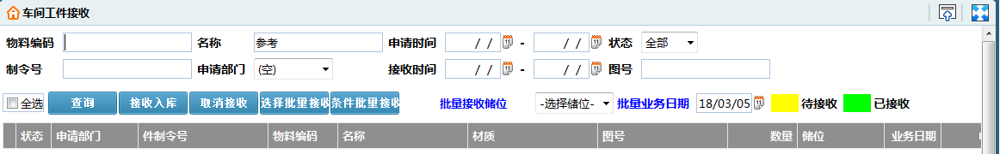 车间工件接收
物料编码 名称 参考 申请时间 / / - / / 状态 全部
制令号 申请部门 (空) 接收时间 / / - / / 图号
全选 查询 接收入库 取消接收 选择批量接收 条件批量接收 批量接收储位 -选择储位- 批量业务日期 18/03/05 待接收 已接收
状态 申请部门 件制令号 物料编码 名称 材质 图号 数量 储位 业务日期